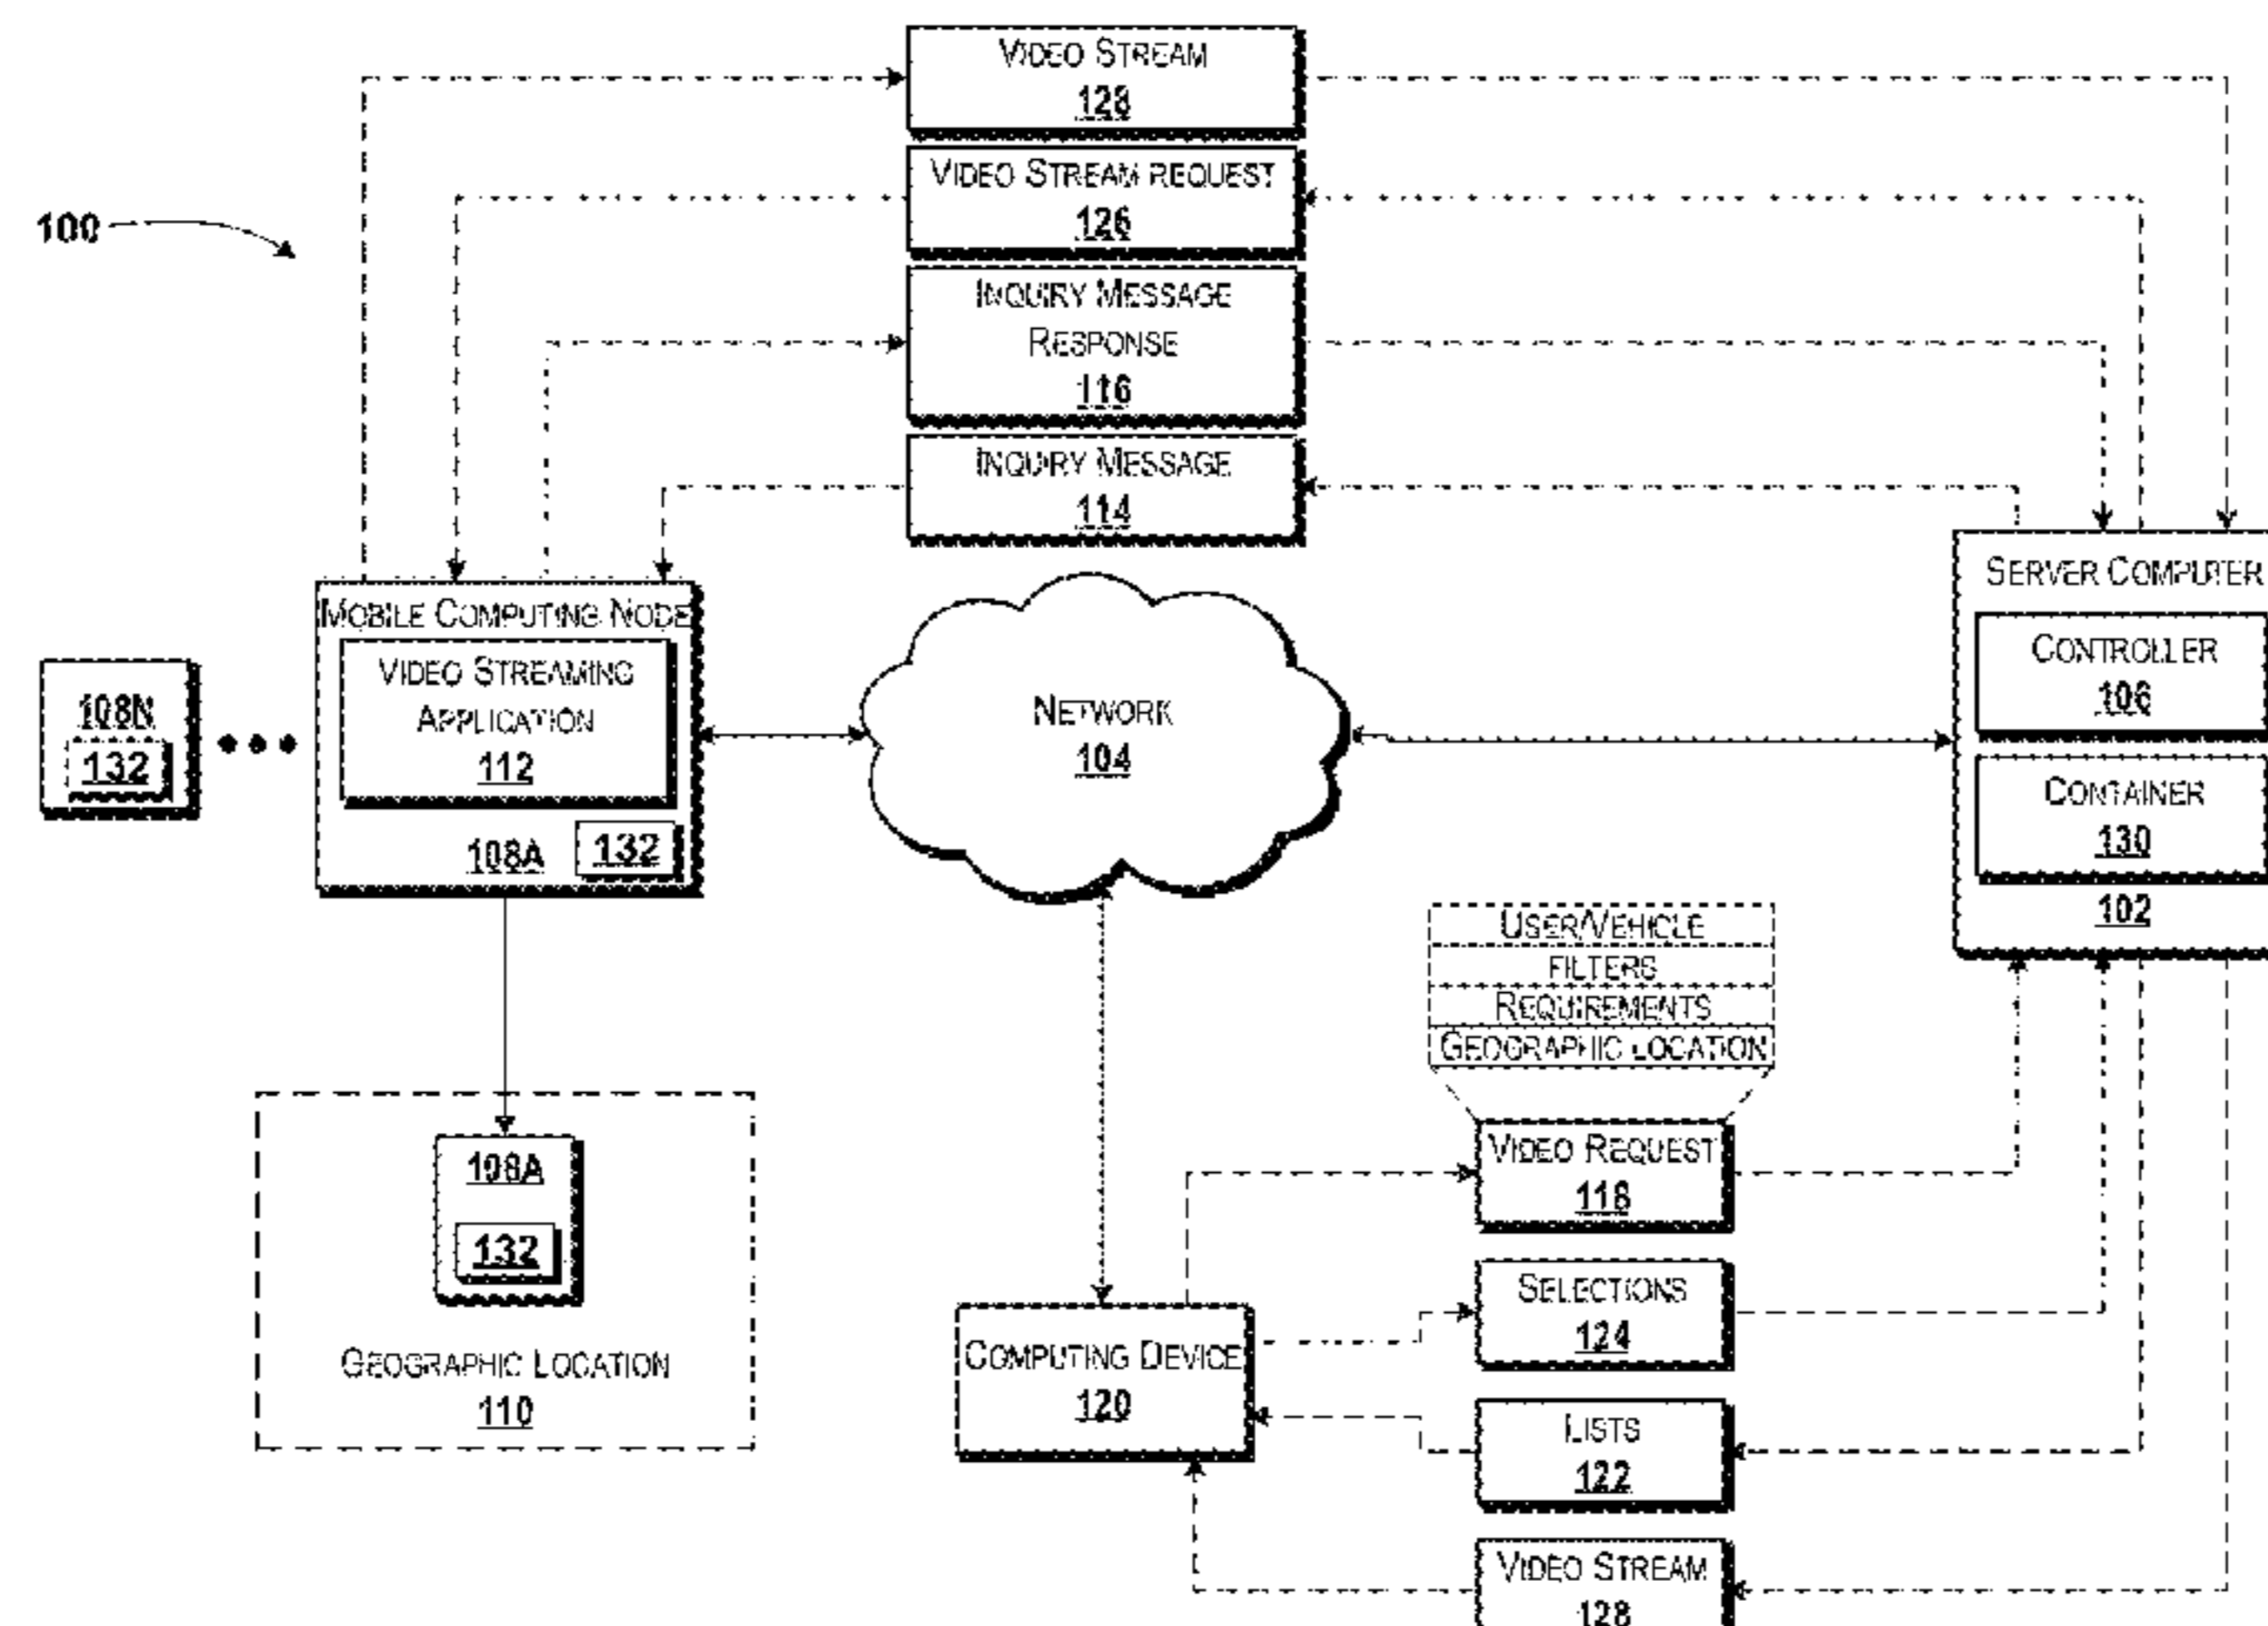 VIDEO STREAM
128
VIDEO STREAM REQUEST
126
100
INQUIRY MESSAGE
RESPONSE
116
INQUIRY MESSAGE
114
SERVER COMPUTER
CONTROLLER
106
CONTAINER
130
102
MOBILE COMPUTING NODE
VIDEO STREAMING
APPLICATION
112
108A
132
108N
132
NETWORK
104
USER/VEHICLE
FILTERS
REQUIREMENTS
GEOGRAPHIC LOCATION
VIDEO REQUEST
118
108A
132
GEOGRAPHIC LOCATION
110
COMPUTING DEVICE
120
SELECTIONS
124
LISTS
122
VIDEO STREAM
128